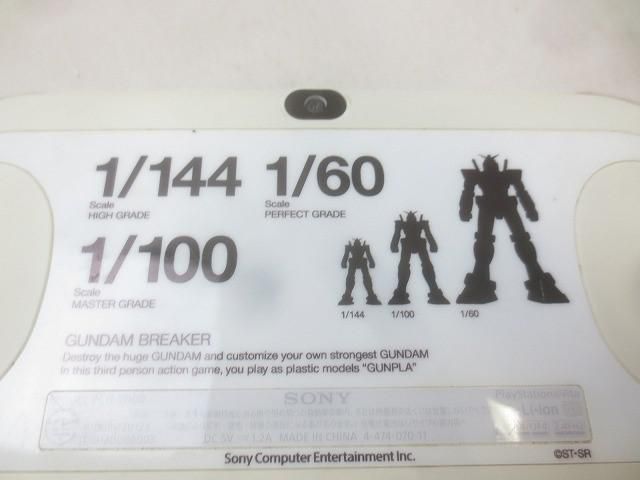 1/144
Scale
HIGH GRADE
1/60
Scale
PERFECT GRADE
1/100
Scale
MASTER GRADE
1/144
1/100
1/60
GUNDAM BREAKER
Destroy the huge GUNDAM and customize your own strongest GUNDAM
In this third person action game, you play as plastic models "GUNPLA"
SONY
PlayStation Vita
Li-ion
DC 5V 1.2A MADE IN CHINA 4-474-070-11
Sony Computer Entertainment Inc.
©ST·SR